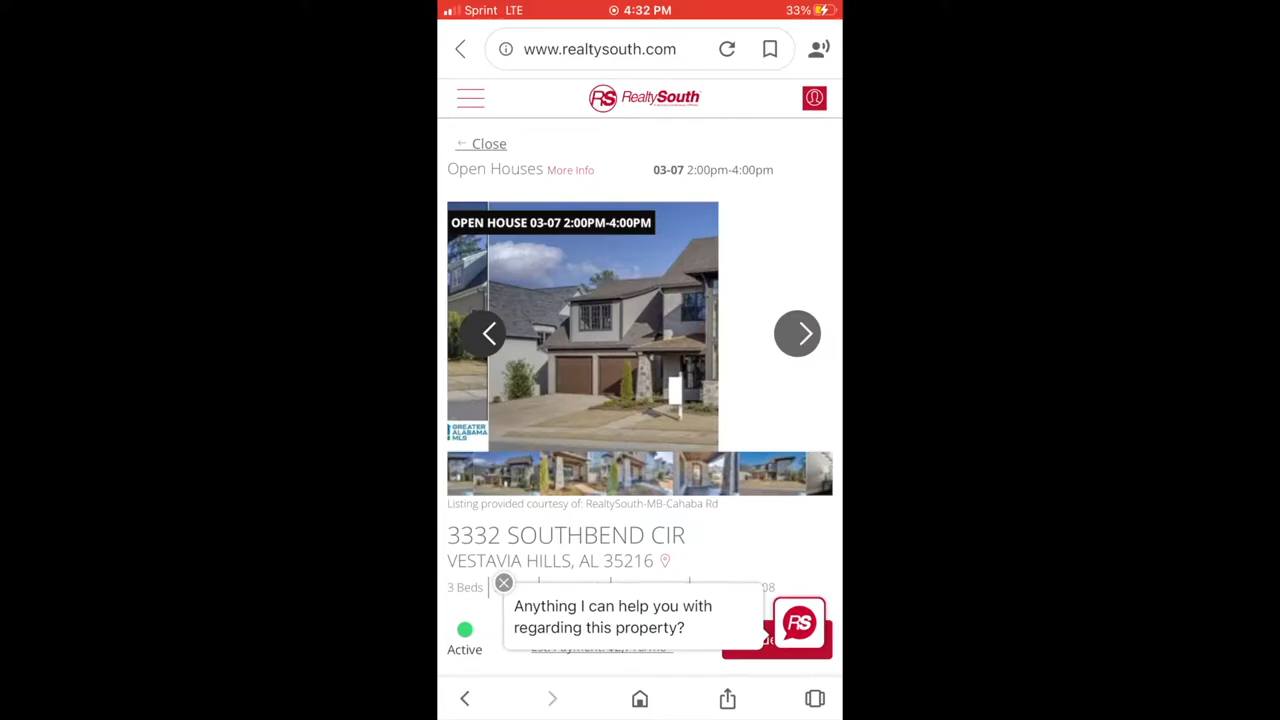 Sprint LTE 4:32 PM 33%
www.realtysouth.com
RS RealtySouth
← Close
Open Houses More Info 03-07 2:00pm-4:00pm
OPEN HOUSE 03-07 2:00PM-4:00PM
GREATER
ALABAMA
MLS
Listing provided courtesy of: RealtySouth-MB-Cahaba Rd
3332 SOUTHBEND CIR
VESTAVIA HILLS, AL 35216
3 Beds 08
Anything I can help you with
regarding this property?
RS
Active